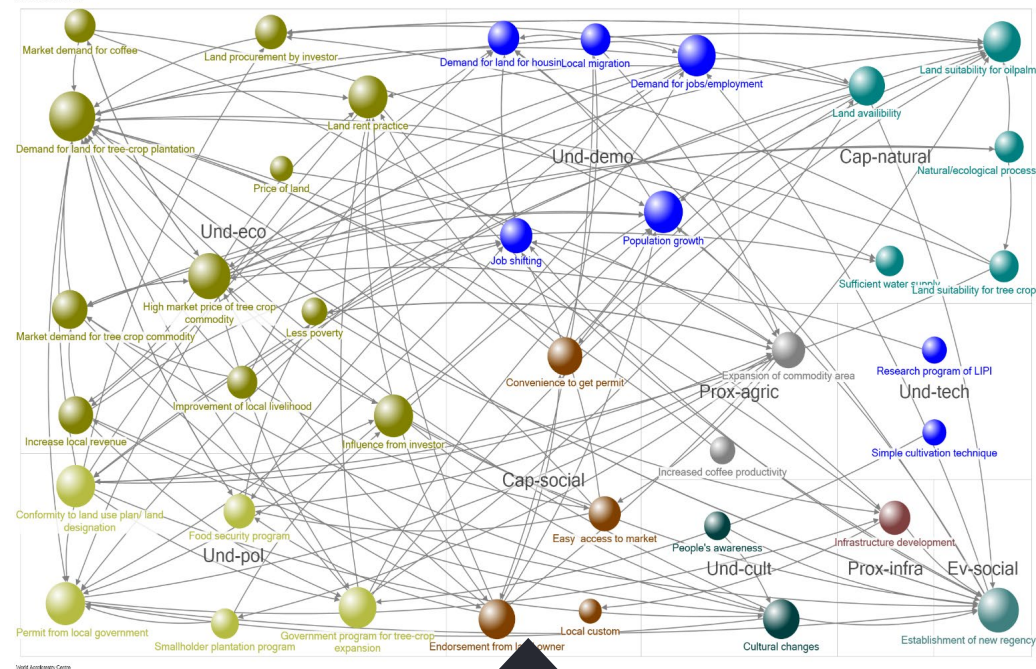 Market demand for coffee
Land procurement by investor
Demand for land for housin
Local migration
Demand for jobs/employment
Land suitability for oilpalm
Land availibility
Land rent practice
Demand for land for tree-crop plantation
Und-demo
Cap-natural
Natural/ecological process
Price of land
Und-eco
Population growth
Job shifting
Sufficient water supply
Land suitability for tree crop
High market price of tree crop
commodity
Market demand for tree crop commodity
Less poverty
Convenience to get permit
Expansion of commodity area
Research program of LIPI
Prox-agric
Und-tech
Improvement of local livelihood
Increase local revenue
Influence from investor
Simple cultivation technique
Increased coffee productivity
Cap-social
Conformity to land use plan/ land
designation
Food security program
Easy access to market
People's awareness
Infrastructure development
Und-pol
Und-cult
Prox-infra
Ev-social
Permit from local government
Smallholder plantation program
Government program for tree-crop
expansion
Endorsement from la owner
Local custom
Cultural changes
Establishment of new regency
World Agroforestry Centre